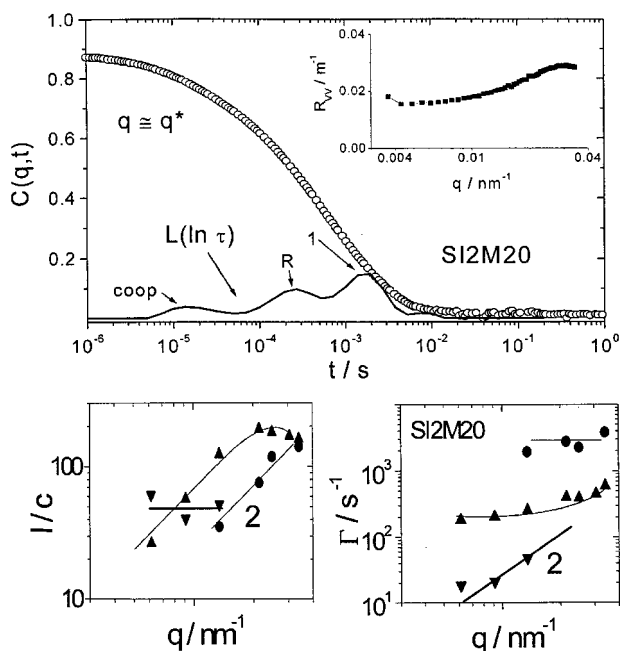 1.0
0.8
0.6
0.4
0.2
C(q,t)
q ≅ q*
L(ln τ)
coop
R
1
SI2M20
10⁻⁶ 10⁻⁵ 10⁻⁴ 10⁻³ 10⁻² 10⁻¹ 10⁰
t / s
0.04
0.02
0.00
R_VV / m⁻¹
0.004 0.01 0.04
q / nm⁻¹
100
10
I / c
2
q / nm⁻¹
SI2M20
10³
10²
10¹
Γ / s⁻¹
2
q / nm⁻¹